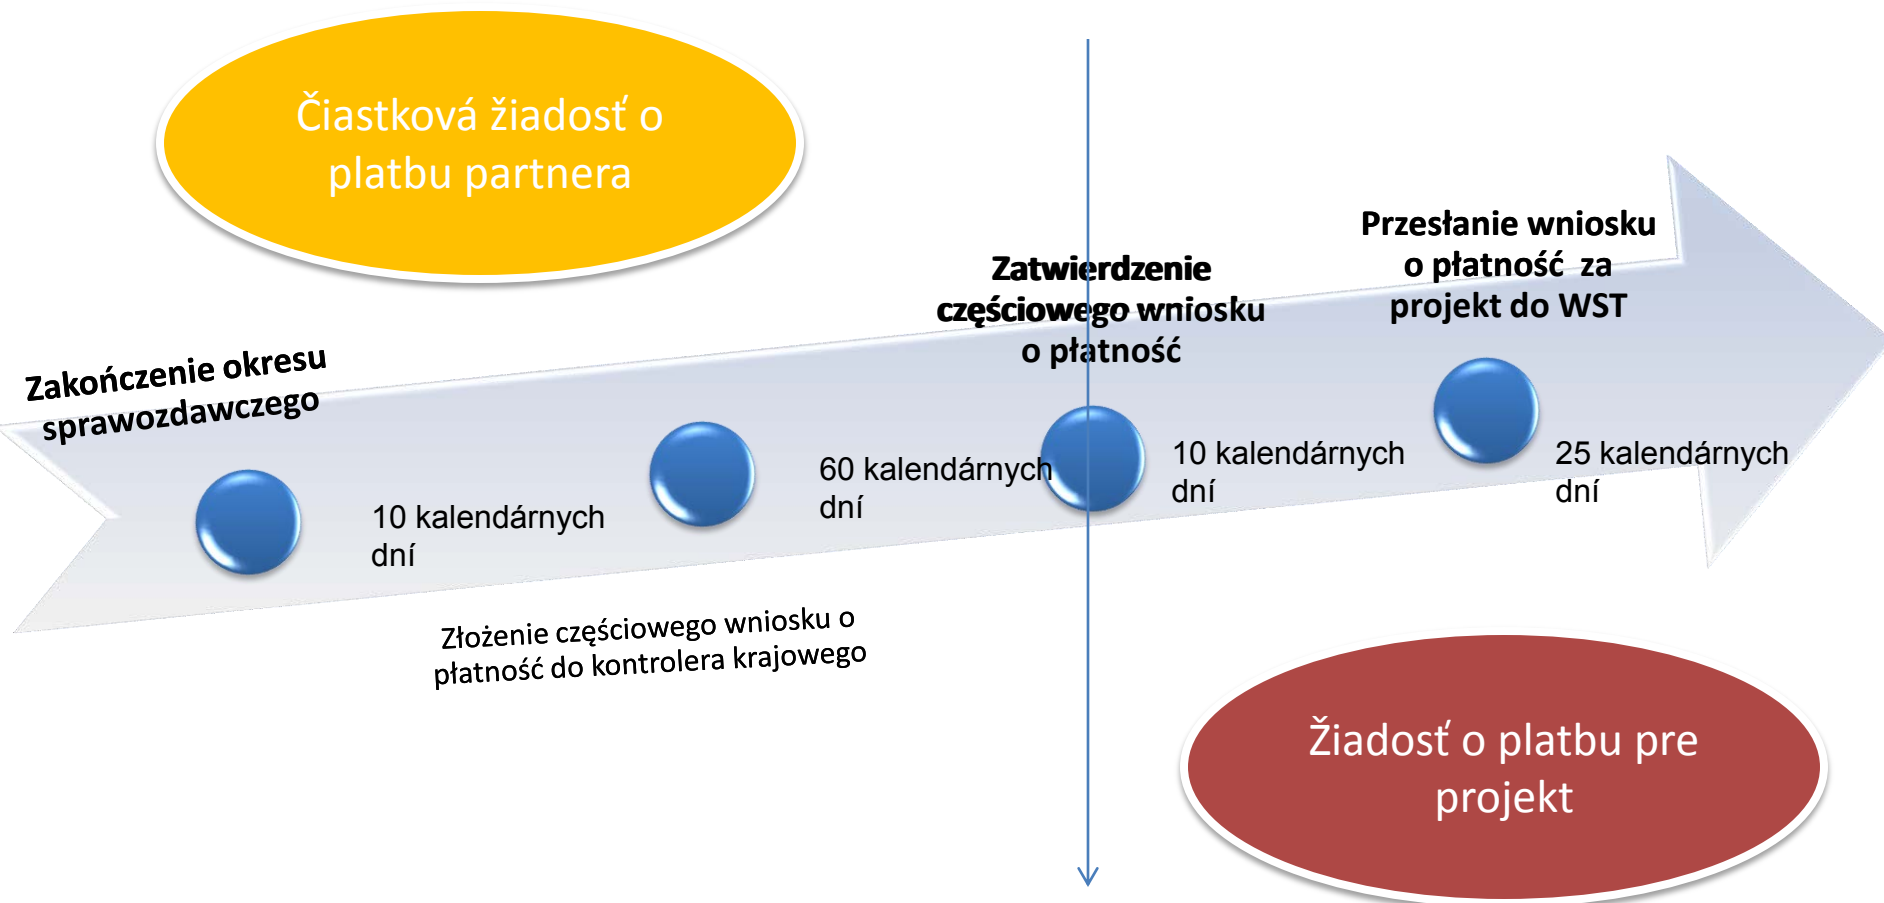 Čiastková žiadosť o
platbu partnera
Zakończenie okresu
sprawozdawczego
10 kalendárnych
dní
Złożenie częściowego wniosku o
płatność do kontrolera krajowego
60 kalendárnych
dní
Zatwierdzenie
częściowego wniosku
o płatność
10 kalendárnych
dní
Przesłanie wniosku
o płatność za
projekt do WST
25 kalendárnych
dní
Žiadosť o platbu pre
projekt